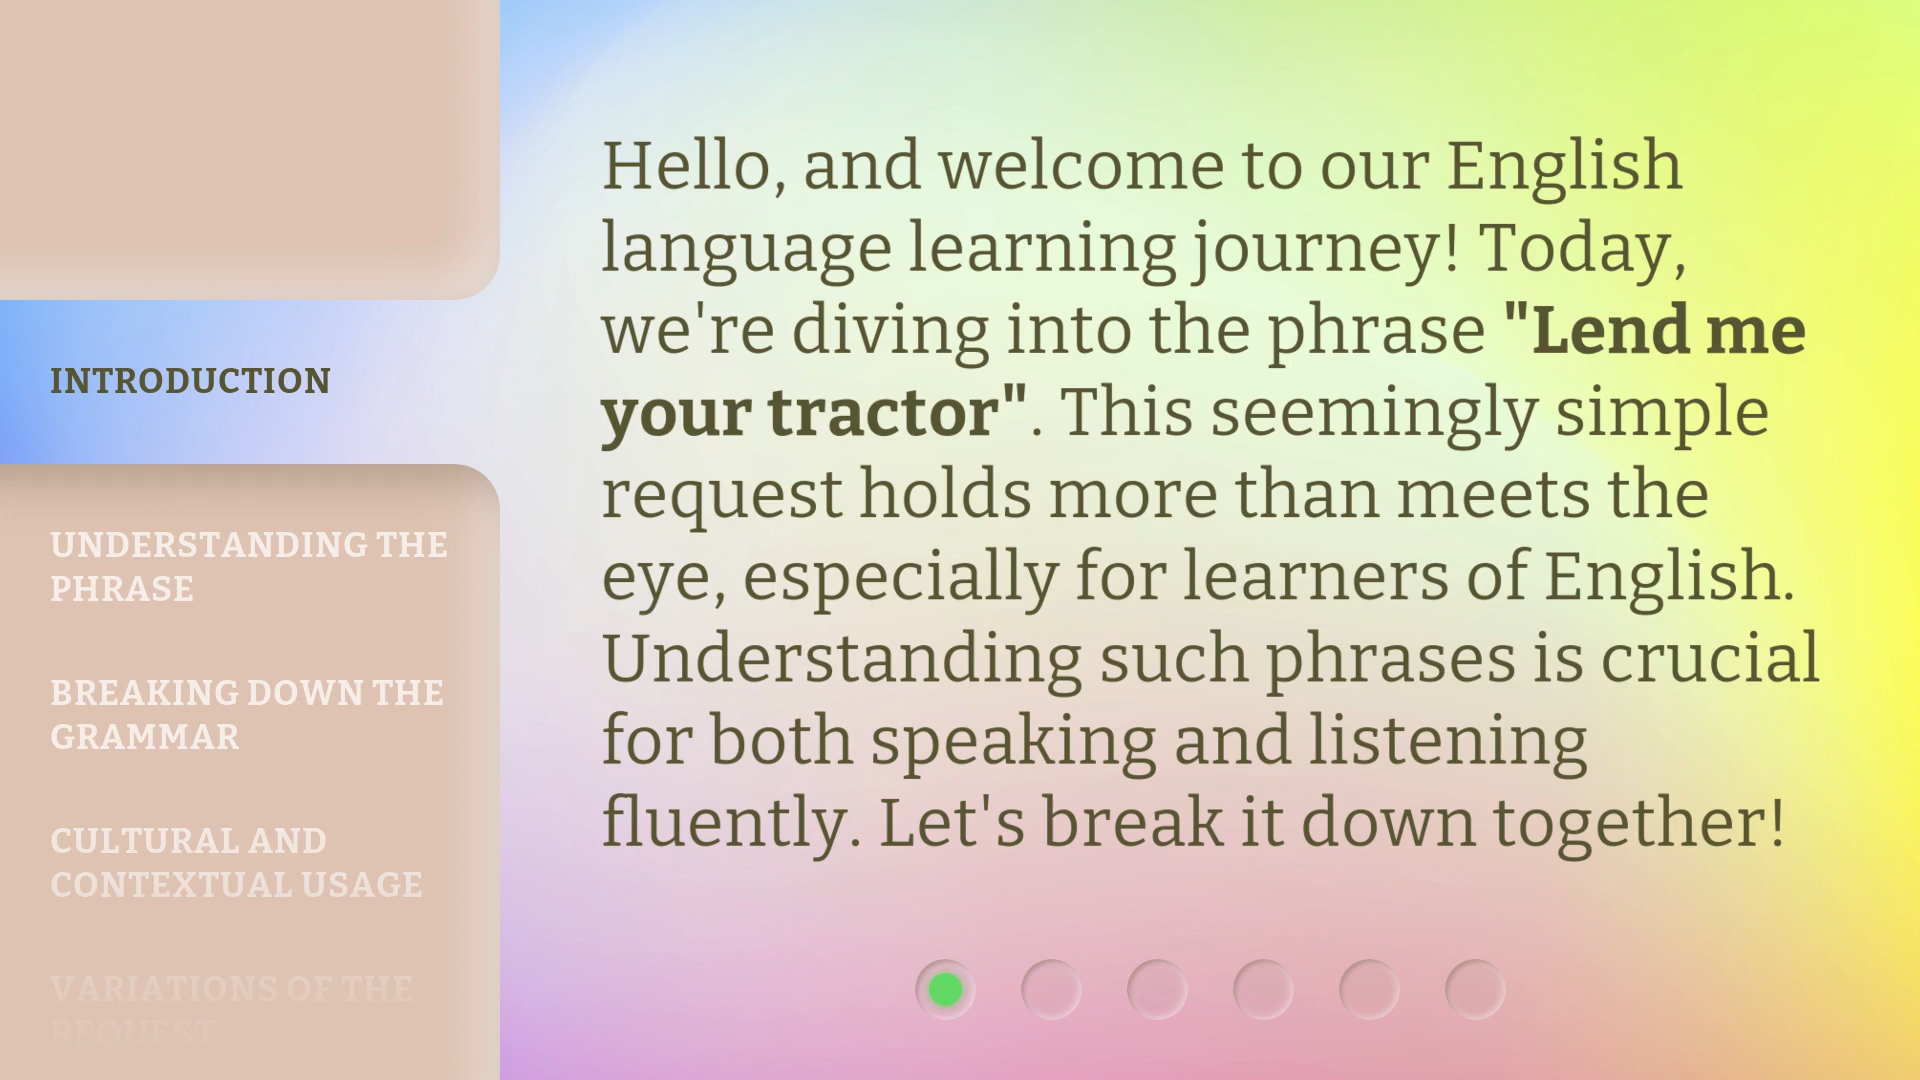 INTRODUCTION
UNDERSTANDING THE
PHRASE
BREAKING DOWN THE
GRAMMAR
CULTURAL AND
CONTEXTUAL USAGE
VARIATIONS OF THE
REQUEST
Hello, and welcome to our English
language learning journey! Today,
we're diving into the phrase "Lend me
your tractor". This seemingly simple
request holds more than meets the
eye, especially for learners of English.
Understanding such phrases is crucial
for both speaking and listening
fluently. Let's break it down together!